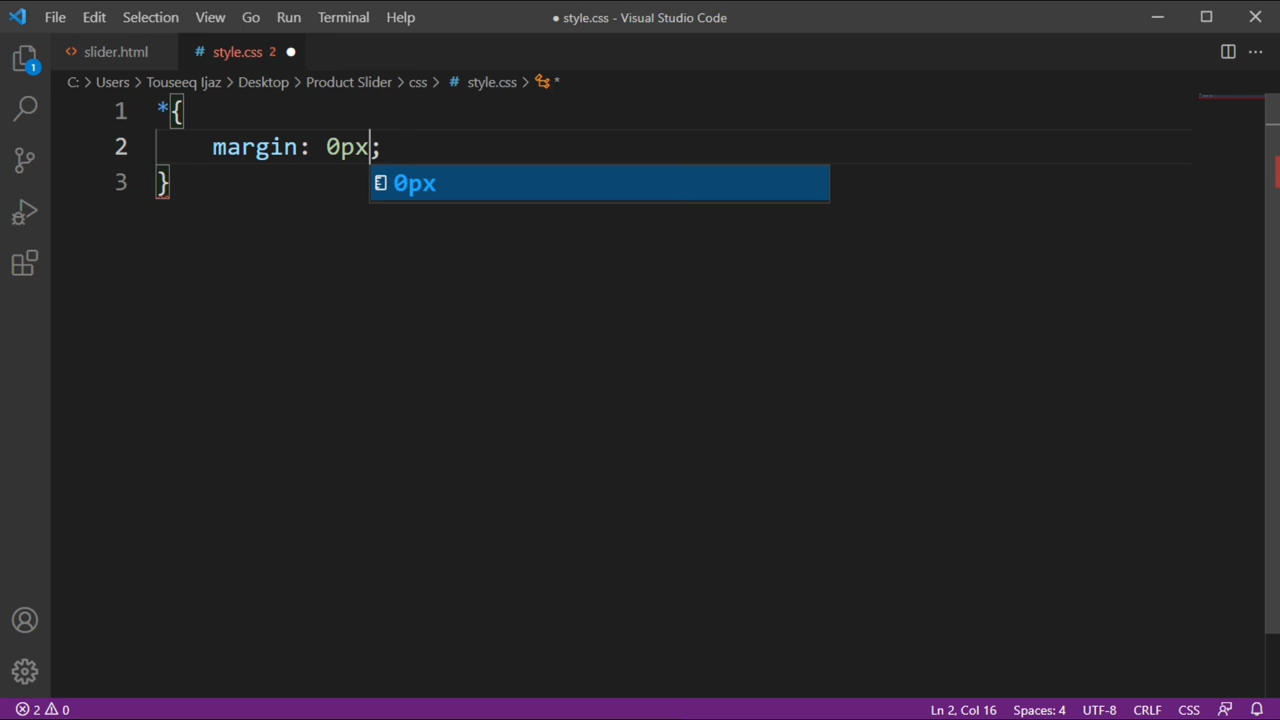 File Edit Selection View Go Run Terminal Help ● style.css - Visual Studio Code
1
<> slider.html # style.css 2 ●
C: > Users > Touseeq Ijaz > Desktop > Product Slider > css > # style.css > *
1 *{
2 margin: 0px;
0px
3 }
2 0 Ln 2, Col 16 Spaces: 4 UTF-8 CRLF CSS